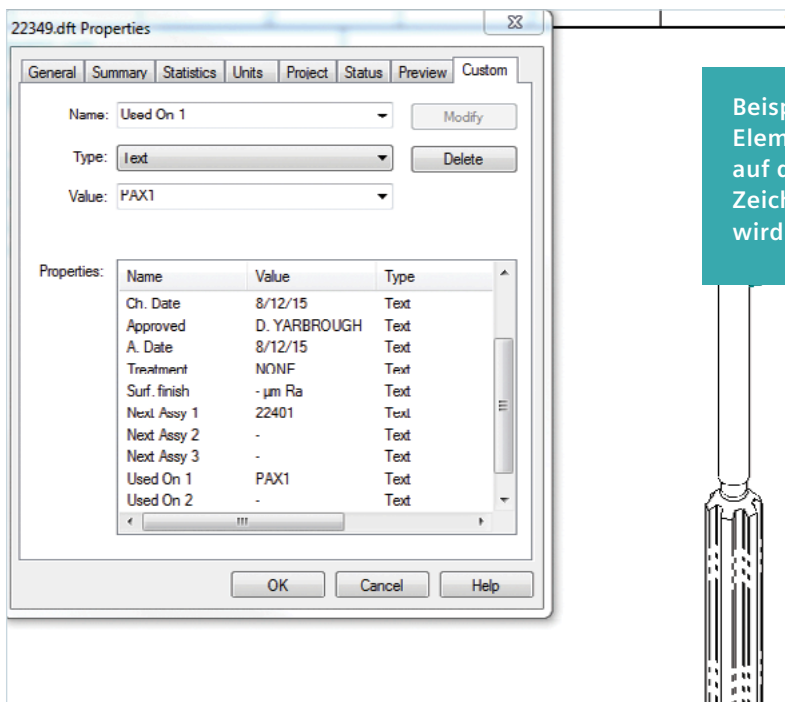 22349.dft Properties
General Summary Statistics Units Project Status Preview Custom
Name: Used On 1 Modify
Type: Text Delete
Value: PAX1
Properties: Name Value Type
Ch. Date 8/12/15 Text
Approved D. YARBROUGH Text
A. Date 8/12/15 Text
Treatment NONE Text
Surf. finish - µm Ra Text
Next Assy 1 22401 Text
Next Assy 2 - Text
Next Assy 3 - Text
Used On 1 PAX1 Text
Used On 2 - Text
OK Cancel Help
auf
wird